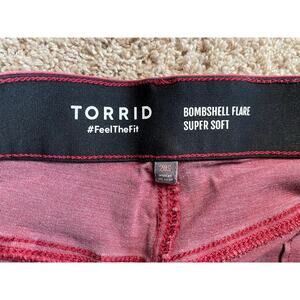 TORRID
#FeelTheFit
BOMBSHELL FLARE
SUPER SOFT